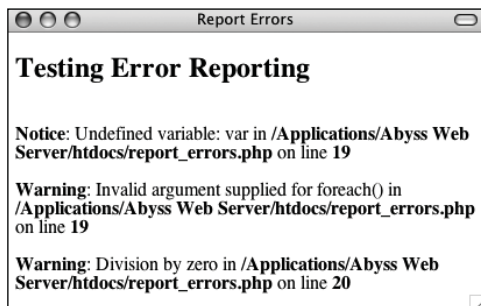 Report Errors
Testing Error Reporting
Notice: Undefined variable: var in /Applications/Abyss Web
Server/htdocs/report_errors.php on line 19
Warning: Invalid argument supplied for foreach() in
/Applications/Abyss Web Server/htdocs/report_errors.php
on line 19
Warning: Division by zero in /Applications/Abyss Web
Server/htdocs/report_errors.php on line 20